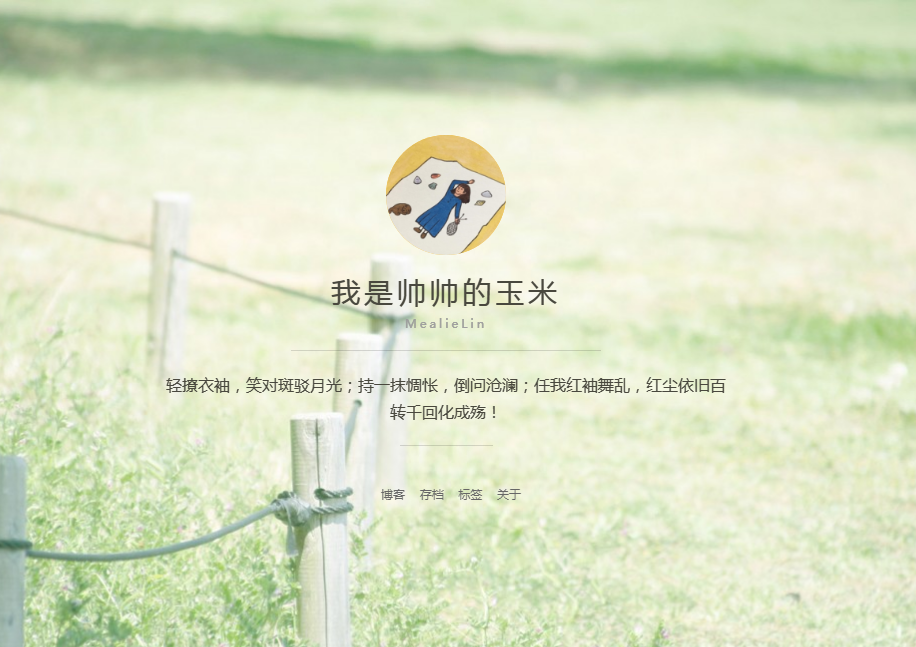 我是帅帅的玉米
MealieLin
轻撩衣袖，笑对斑驳月光；持一抹惆怅，倒问沧澜；任我红袖舞乱，红尘依旧百
转千回化成殇！
博客 存档 标签 关于